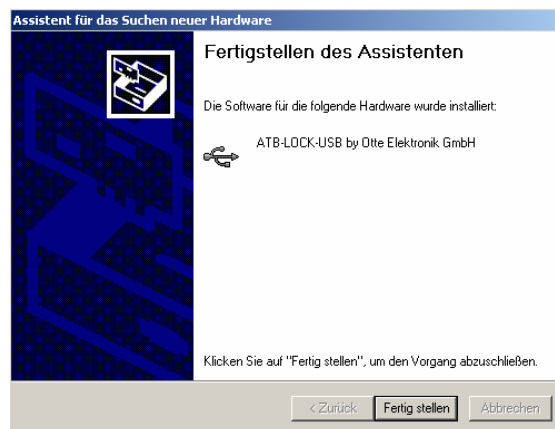 Assistent für das Suchen neuer Hardware
Fertigstellen des Assistenten
Die Software für die folgende Hardware wurde installiert:
ATB-LOCK-USB by Otte Elektronik GmbH
Klicken Sie auf "Fertig stellen", um den Vorgang abzuschließen.
< Zurück Fertig stellen Abbrechen